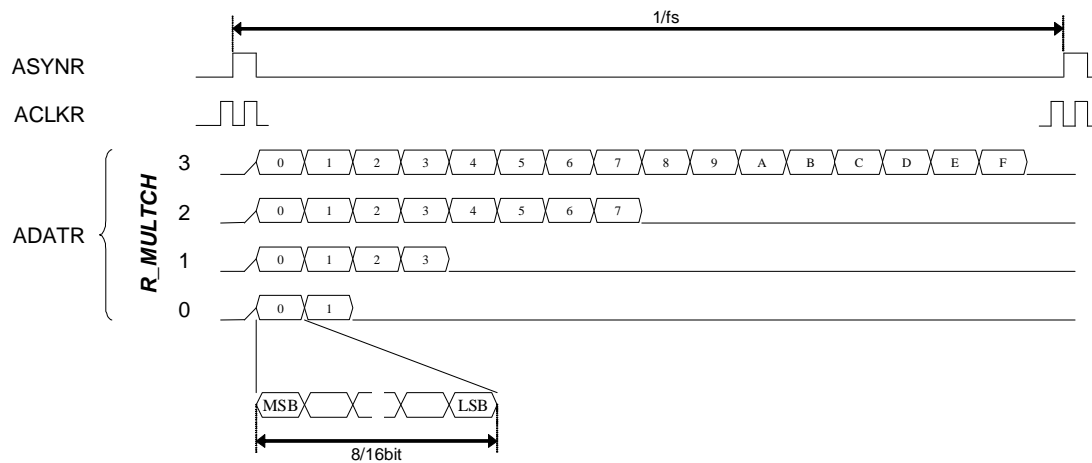 1/fs
ASYNR
ACLKR
ADATR
R_MULTCH
3
0 1 2 3 4 5 6 7 8 9 A B C D E F
2
0 1 2 3 4 5 6 7
1
0 1 2 3
0
0 1
MSB LSB
8/16bit